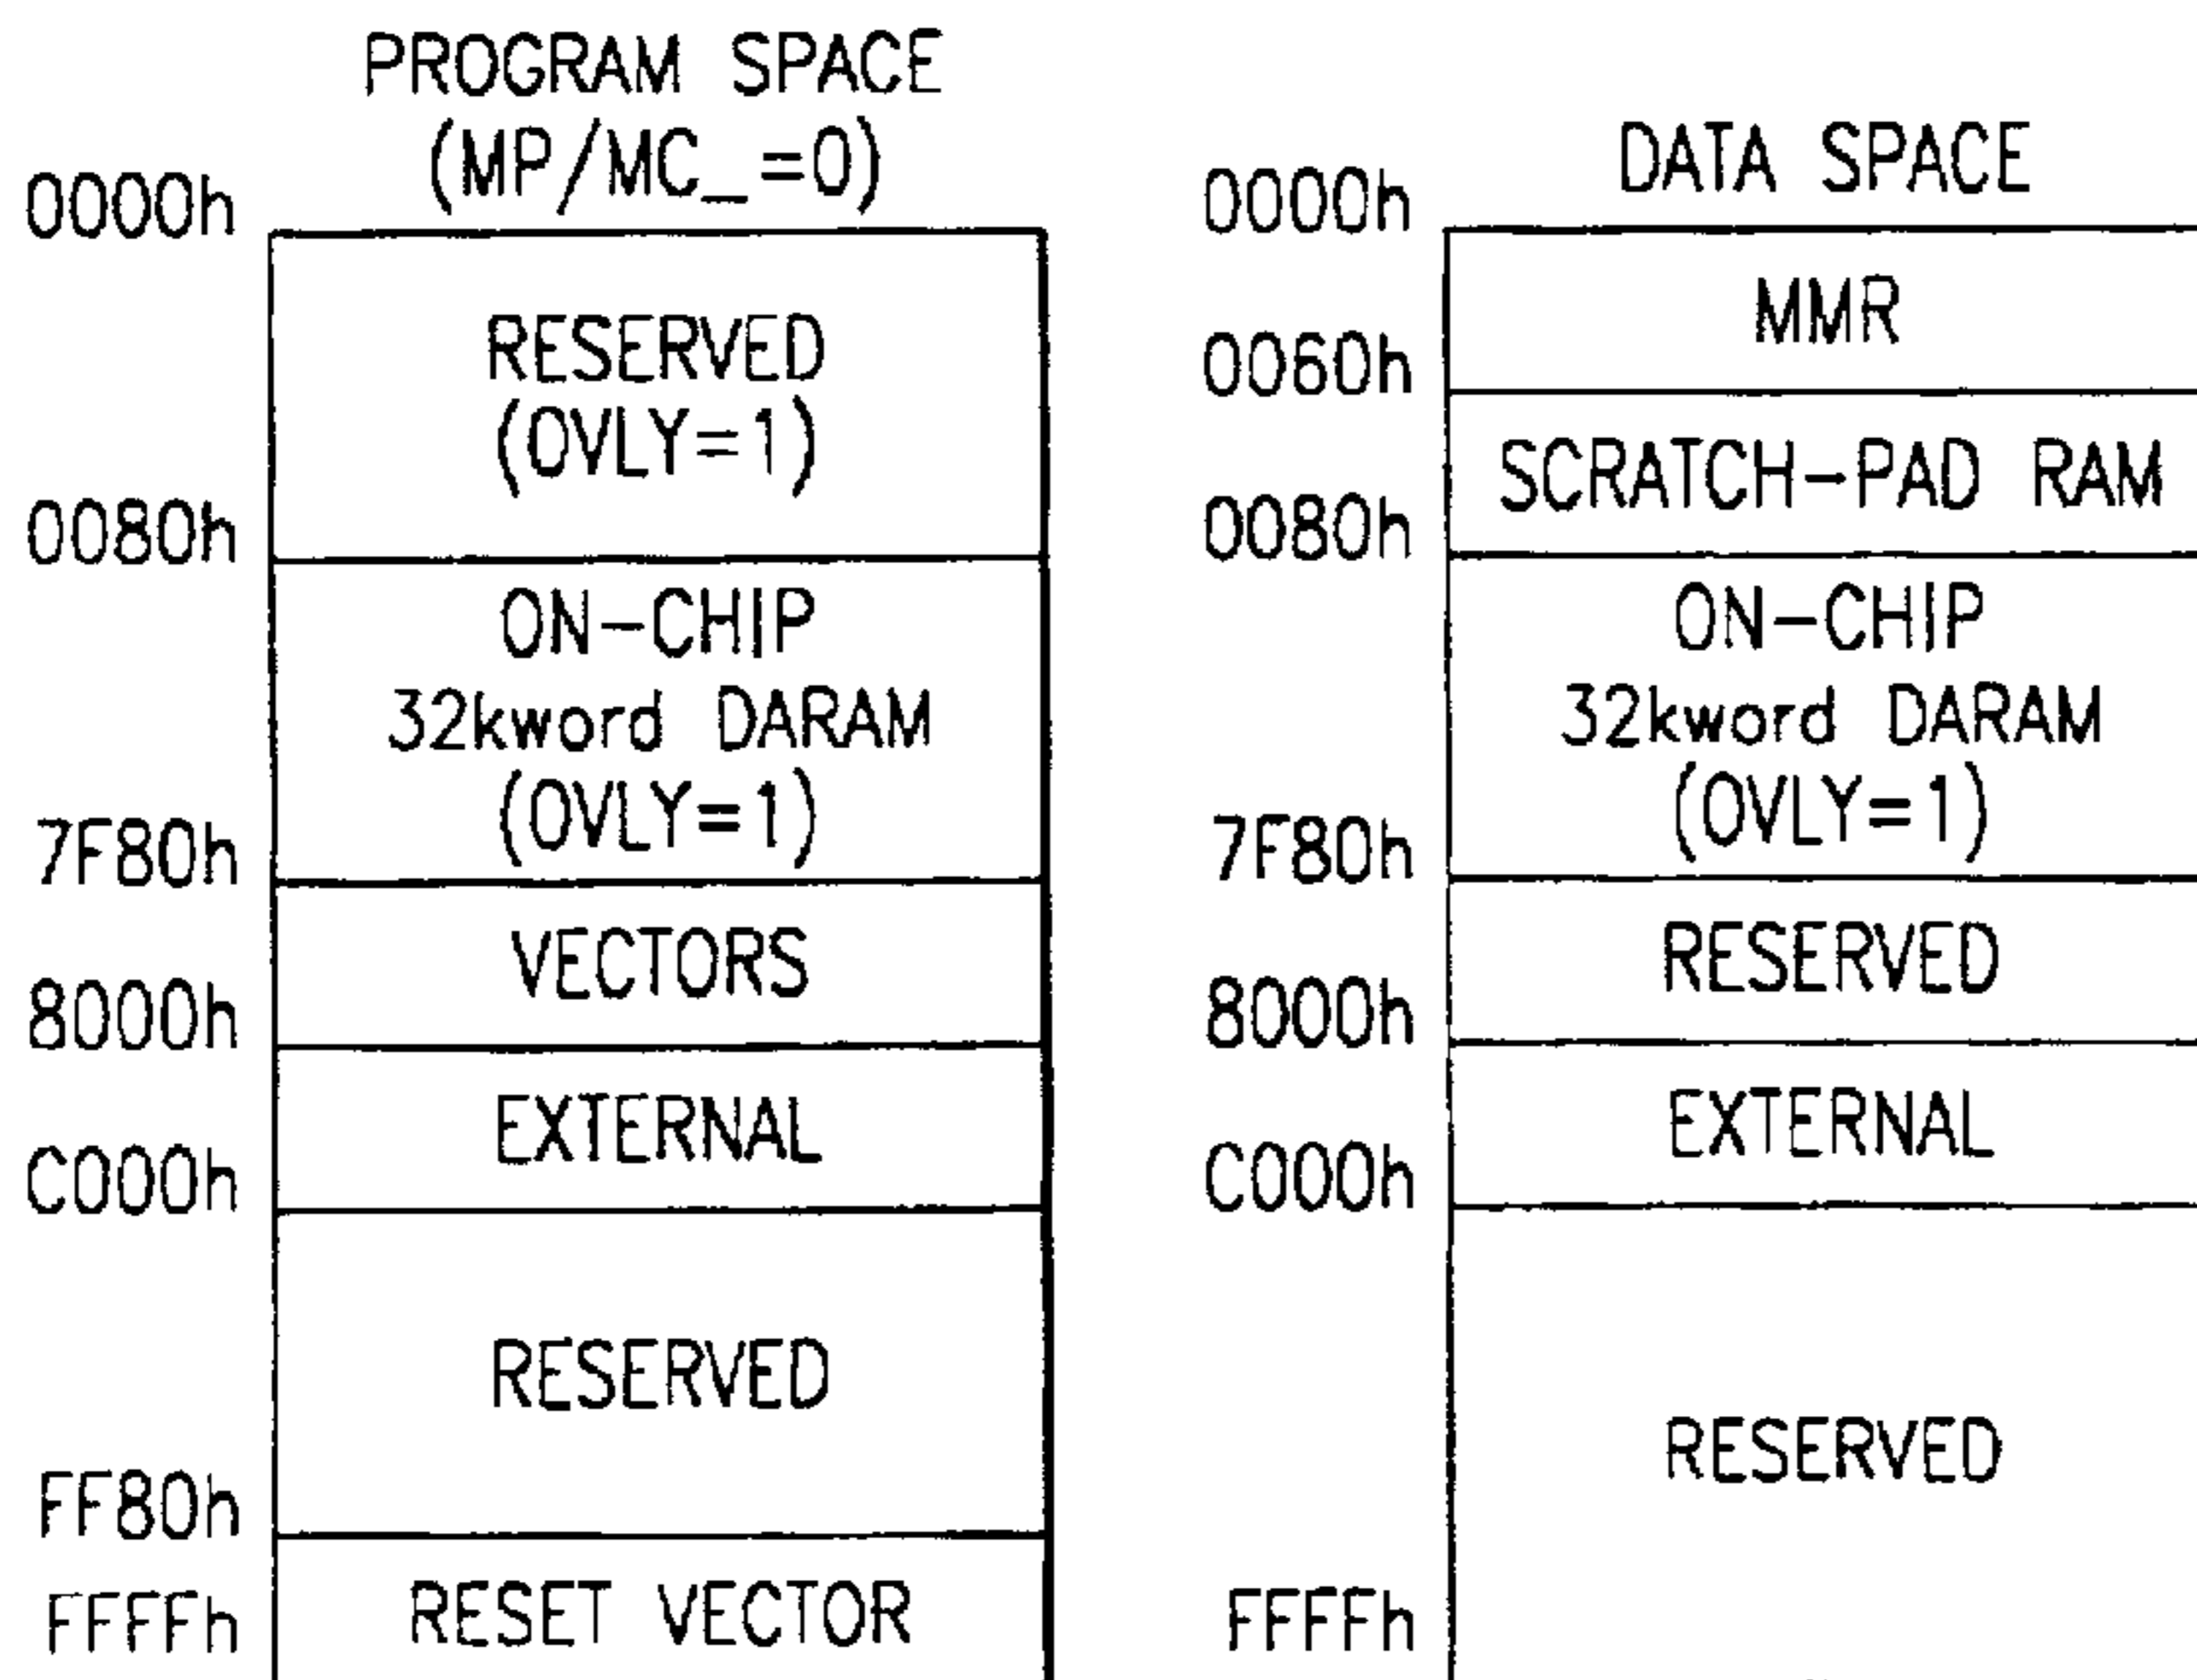 PROGRAM SPACE
(MP/MC_=0)
0000h
RESERVED
(OVLY=1)
0080h
ON-CHIP
32kword DARAM
(OVLY=1)
7F80h
VECTORS
8000h
EXTERNAL
C000h
RESERVED
FF80h
RESET VECTOR
FFFFh
DATA SPACE
0000h
MMR
0060h
SCRATCH-PAD RAM
0080h
ON-CHIP
32kword DARAM
(OVLY=1)
7F80h
RESERVED
8000h
EXTERNAL
C000h
RESERVED
FFFFh